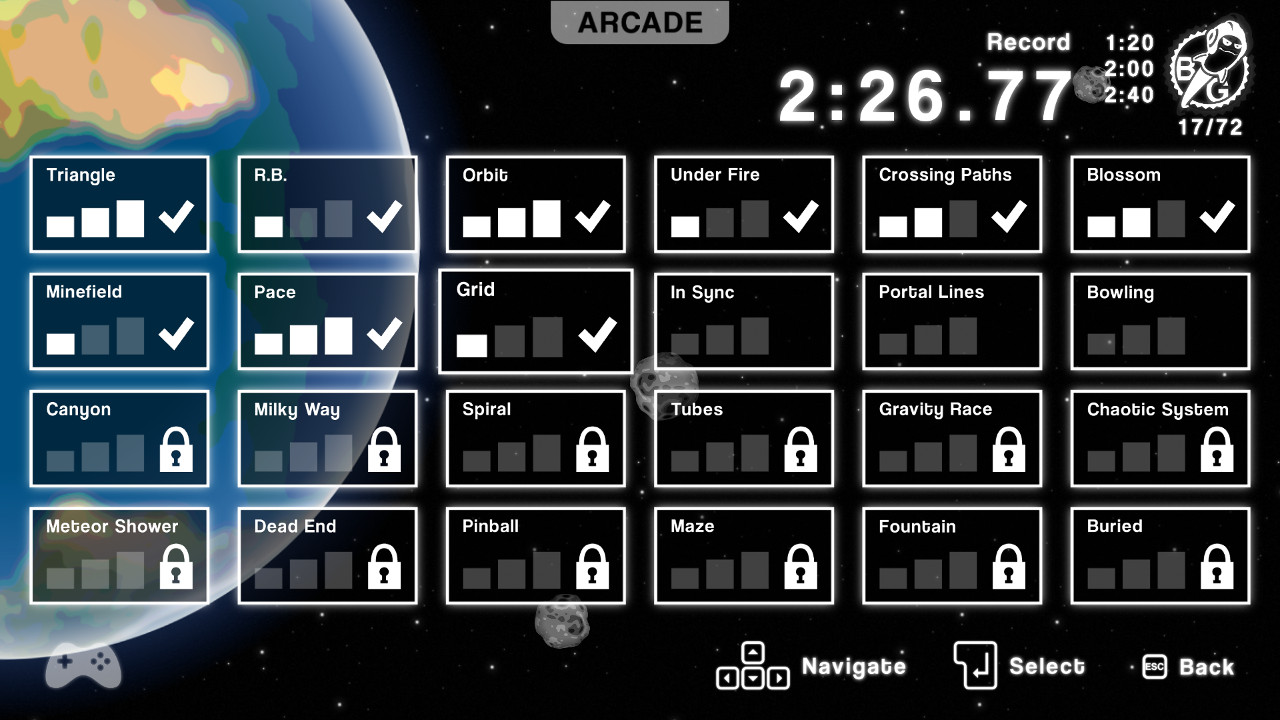 ARCADE
Record
2:26.77
1:20
2:00
2:40
B
G
17/72
Triangle
R.B.
Orbit
Under Fire
Crossing Paths
Blossom
Minefield
Pace
Grid
In Sync
Portal Lines
Bowling
Canyon
Milky Way
Spiral
Tubes
Gravity Race
Chaotic System
Meteor Shower
Dead End
Pinball
Maze
Fountain
Buried
Navigate
Select
ESC
Back